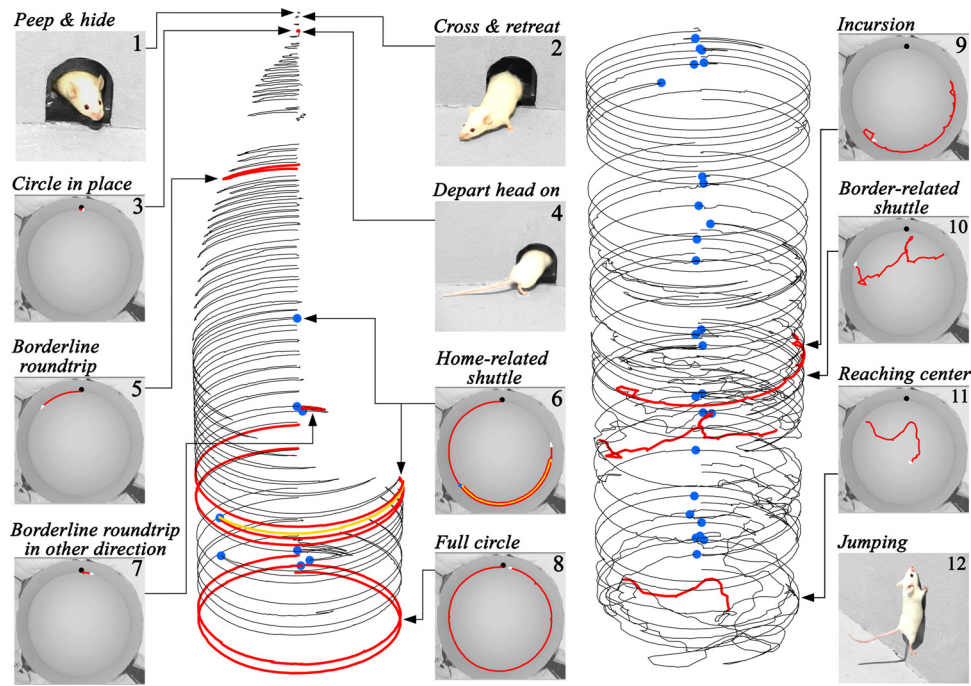 Peep & hide
1
Cross & retreat
2
Circle in place
3
Depart head on
4
Borderline
roundtrip
5
Home-related
shuttle
6
Borderline roundtrip
in other direction
7
Full circle
8
Incursion
9
Border-related
shuttle
10
Reaching center
11
Jumping
12